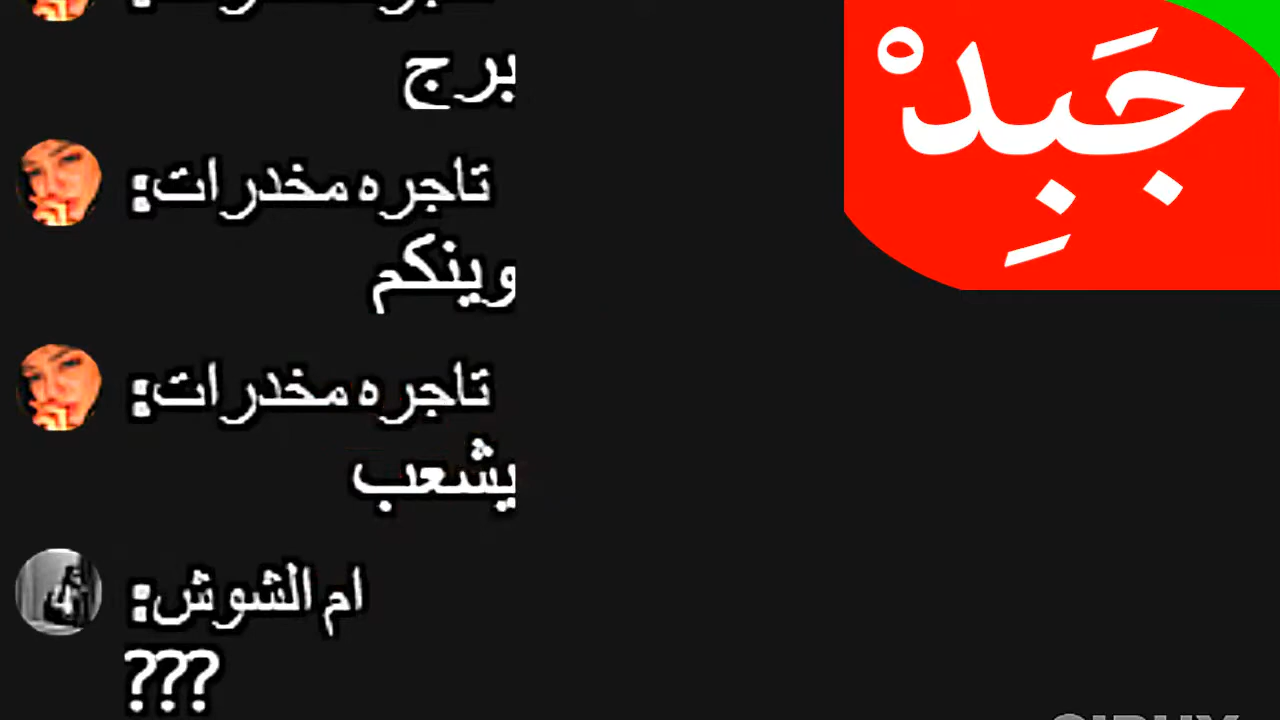 برج
جَبِدْ
تاجره مخدرات:
وينكم
تاجره مخدرات:
يشعب
ام الشوش:
???